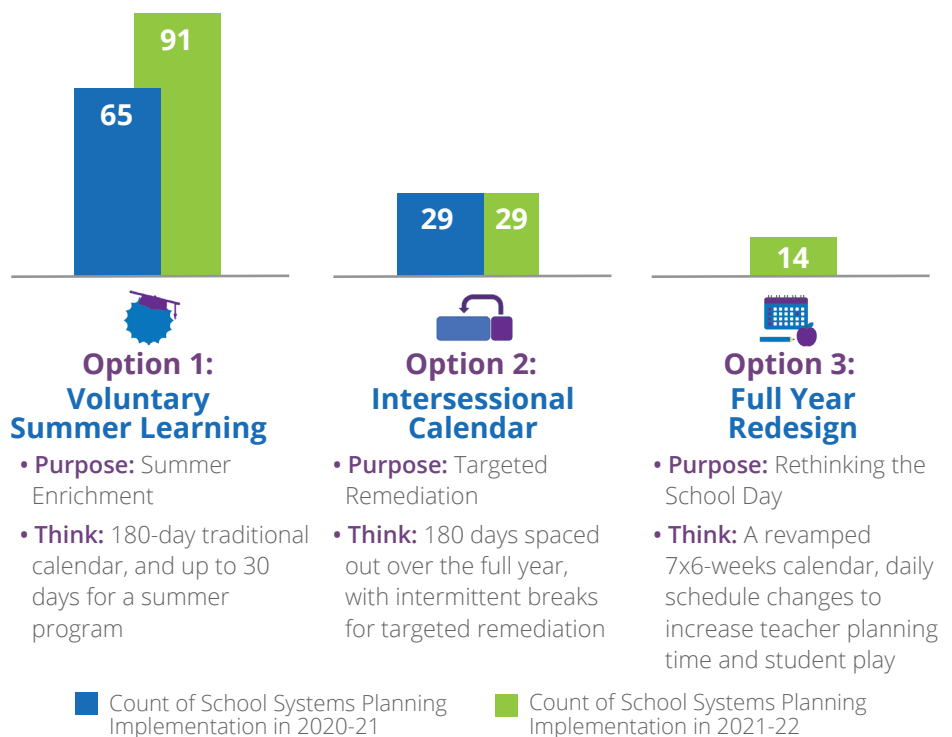 91
65
29
29
14
Option 1:
Voluntary
Summer Learning
• Purpose: Summer
Enrichment
• Think: 180-day traditional
calendar, and up to 30
days for a summer
program
Option 2:
Intersessional
Calendar
• Purpose: Targeted
Remediation
• Think: 180 days spaced
out over the full year,
with intermittent breaks
for targeted remediation
Option 3:
Full Year
Redesign
• Purpose: Rethinking the
School Day
• Think: A revamped
7x6-weeks calendar, daily
schedule changes to
increase teacher planning
time and student play
Count of School Systems Planning
Implementation in 2020-21
Count of School Systems Planning
Implementation in 2021-22